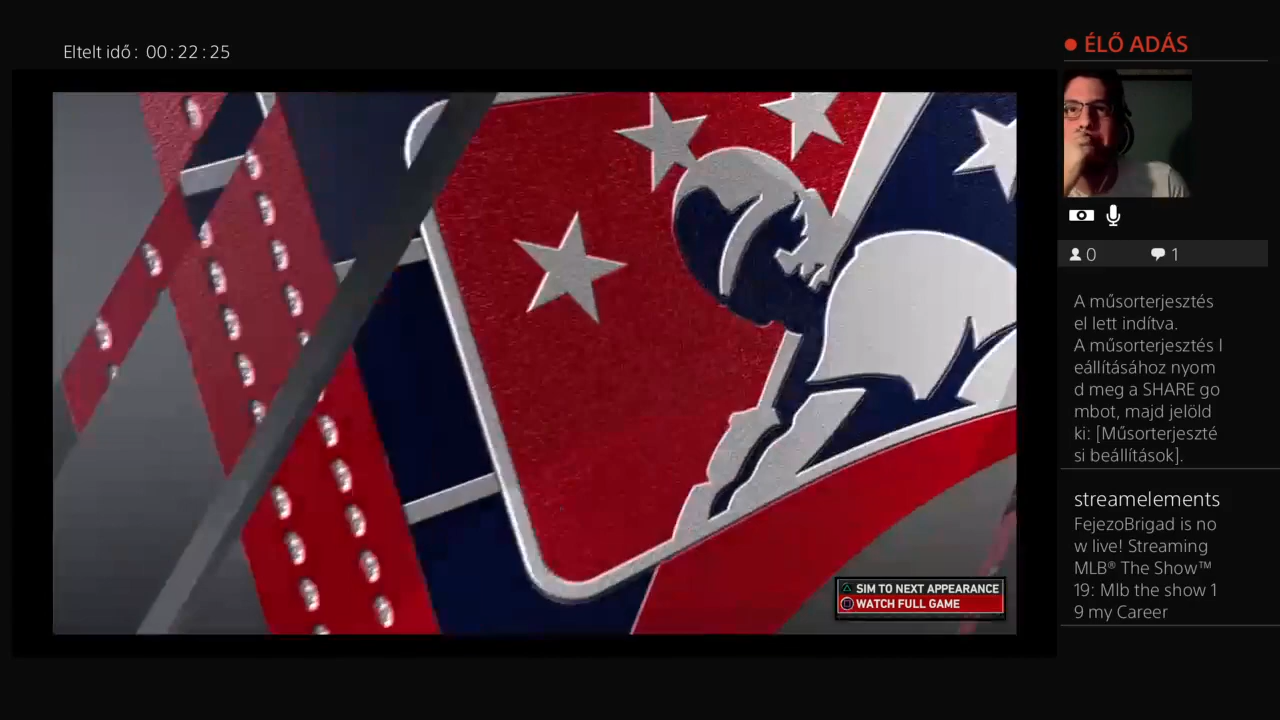 Eltelt idő: 00:22:25
ÉLŐ ADÁS
0
1
A műsorterjesztés
el lett indítva.
A műsorterjesztés l
eállításához nyom
d meg a SHARE go
mbot, majd jelöld
ki: [Műsorterjeszté
si beállítások].
streamelements
FejezoBrigad is no
w live! Streaming
MLB® The Show™
19: Mlb the show 1
9 my Career
SIM TO NEXT APPEARANCE
WATCH FULL GAME